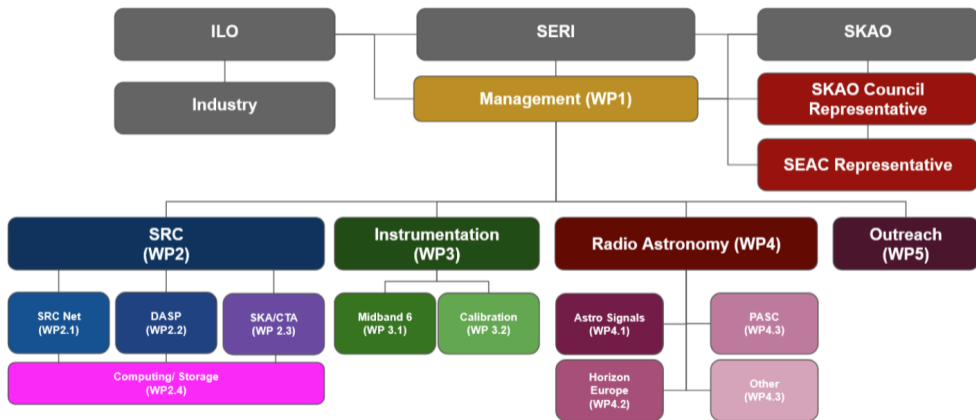 ILO
SERI
SKAO
Industry
Management (WP1)
SKAO Council
Representative
SEAC Representative
SRC
(WP2)
Instrumentation
(WP3)
Radio Astronomy (WP4)
Outreach
(WP5)
SRC Net
(WP2.1)
DASP
(WP2.2)
SKA/CTA
(WP 2.3)
Midband 6
(WP 3.1)
Calibration
(WP 3.2)
Astro Signals
(WP4.1)
PASC
(WP4.3)
Computing/ Storage
(WP2.4)
Horizon
Europe
(WP4.2)
Other
(WP4.3)